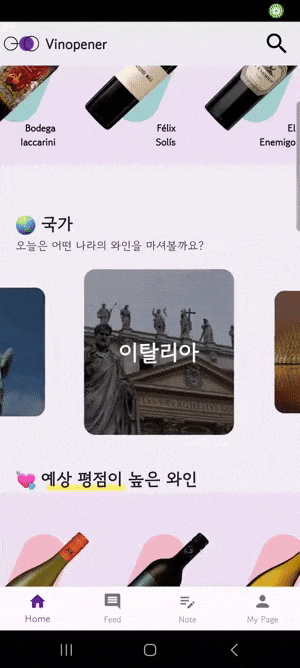 Vinopener
Bodega
Iaccarini
Félix
Solís
El
Enemigo
국가
오늘은 어떤 나라의 와인을 마셔볼까요?
이탈리아
예상 평점이 높은 와인
Home
Feed
Note
My Page